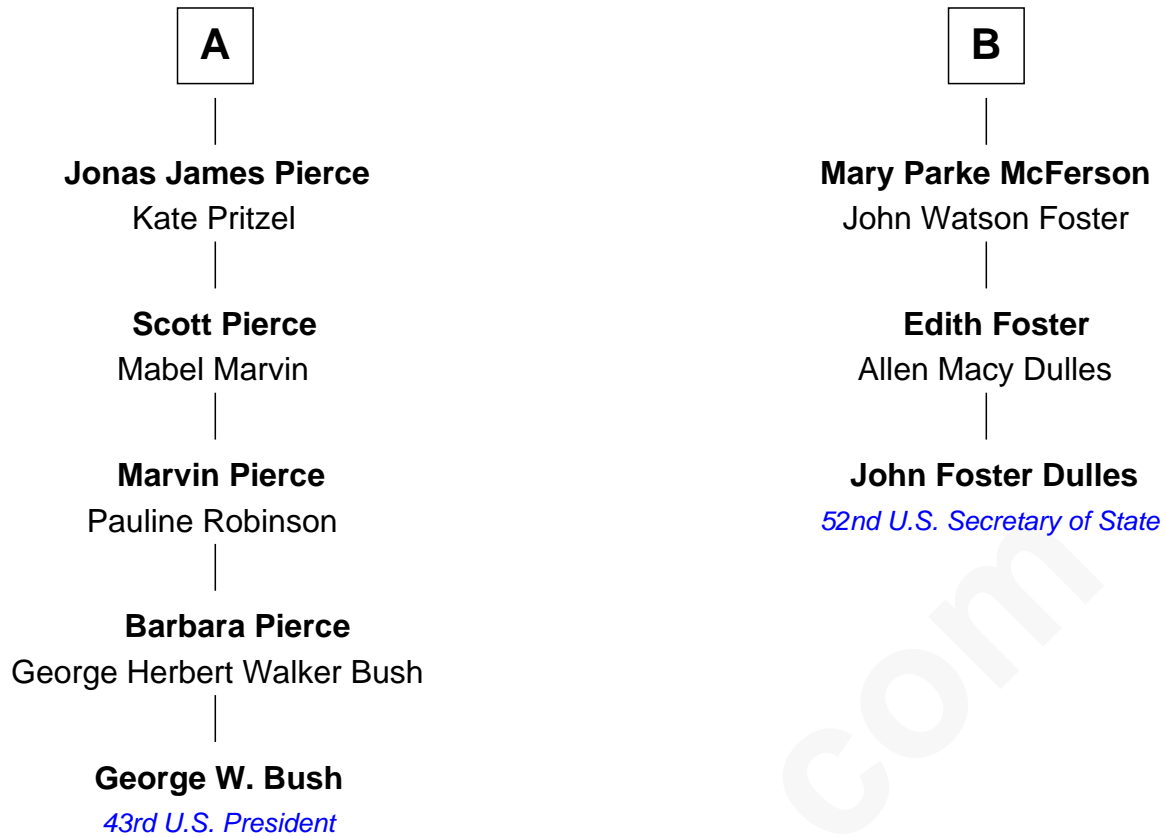 A
Jonas James Pierce
Kate Pritzel
Scott Pierce
Mabel Marvin
Marvin Pierce
Pauline Robinson
Barbara Pierce
George Herbert Walker Bush
George W. Bush
43rd U.S. President
B
Mary Parke McFerson
John Watson Foster
Edith Foster
Allen Macy Dulles
John Foster Dulles
52nd U.S. Secretary of State
com